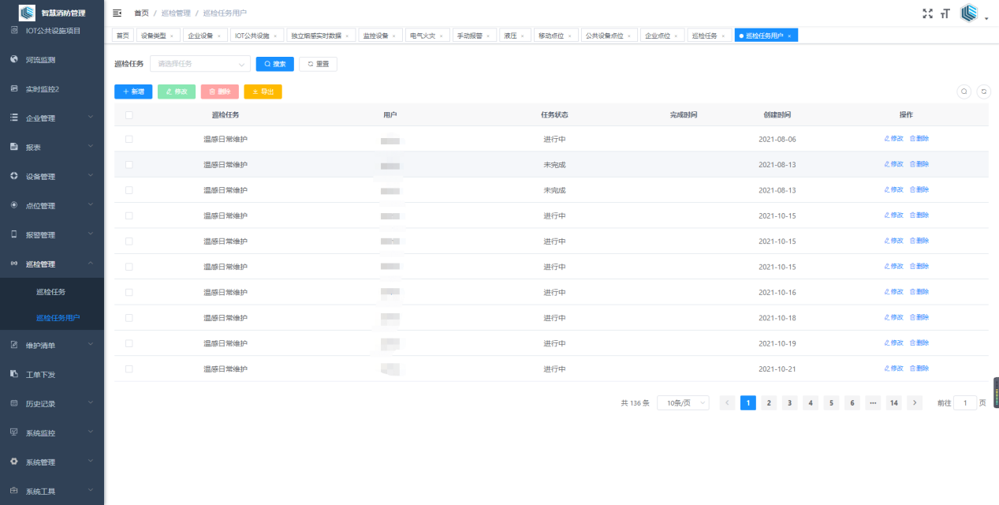 智慧消防管理
IOT公共设施项目
河流监测
实时监控2
企业管理
报表
设备管理
点位管理
报警管理
巡检管理
巡检任务
巡检任务用户
维护清单
工单下发
历史记录
系统监控
系统管理
系统工具
首页 / 巡检管理 / 巡检任务用户
首页 设备类型 × 企业设备 × IOT公共设施 × 独立烟感实时数据 × 监控设备 × 电气火灾 × 手动报警 × 液压 × 移动点位 × 公共设备点位 × 企业点位 × 巡检任务 × 巡检任务用户 ×
巡检任务 请选择任务 搜索 重置
新增 修改 删除 导出
巡检任务 用户 任务状态 完成时间 创建时间 操作
温感日常维护 进行中 2021-08-06 修改 删除
温感日常维护 未完成 2021-08-13 修改 删除
温感日常维护 未完成 2021-08-13 修改 删除
温感日常维护 进行中 2021-10-15 修改 删除
温感日常维护 进行中 2021-10-15 修改 删除
温感日常维护 进行中 2021-10-15 修改 删除
温感日常维护 进行中 2021-10-16 修改 删除
温感日常维护 进行中 2021-10-18 修改 删除
温感日常维护 进行中 2021-10-19 修改 删除
温感日常维护 进行中 2021-10-21 修改 删除
共 136 条 10条/页 < 1 2 3 4 5 6 ··· 14 > 前往 1 页